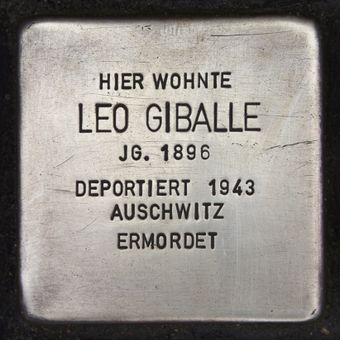 HIER WOHNTE
LEO GIBALLE
JG. 1896
DEPORTIERT 1943
AUSCHWITZ
ERMORDET